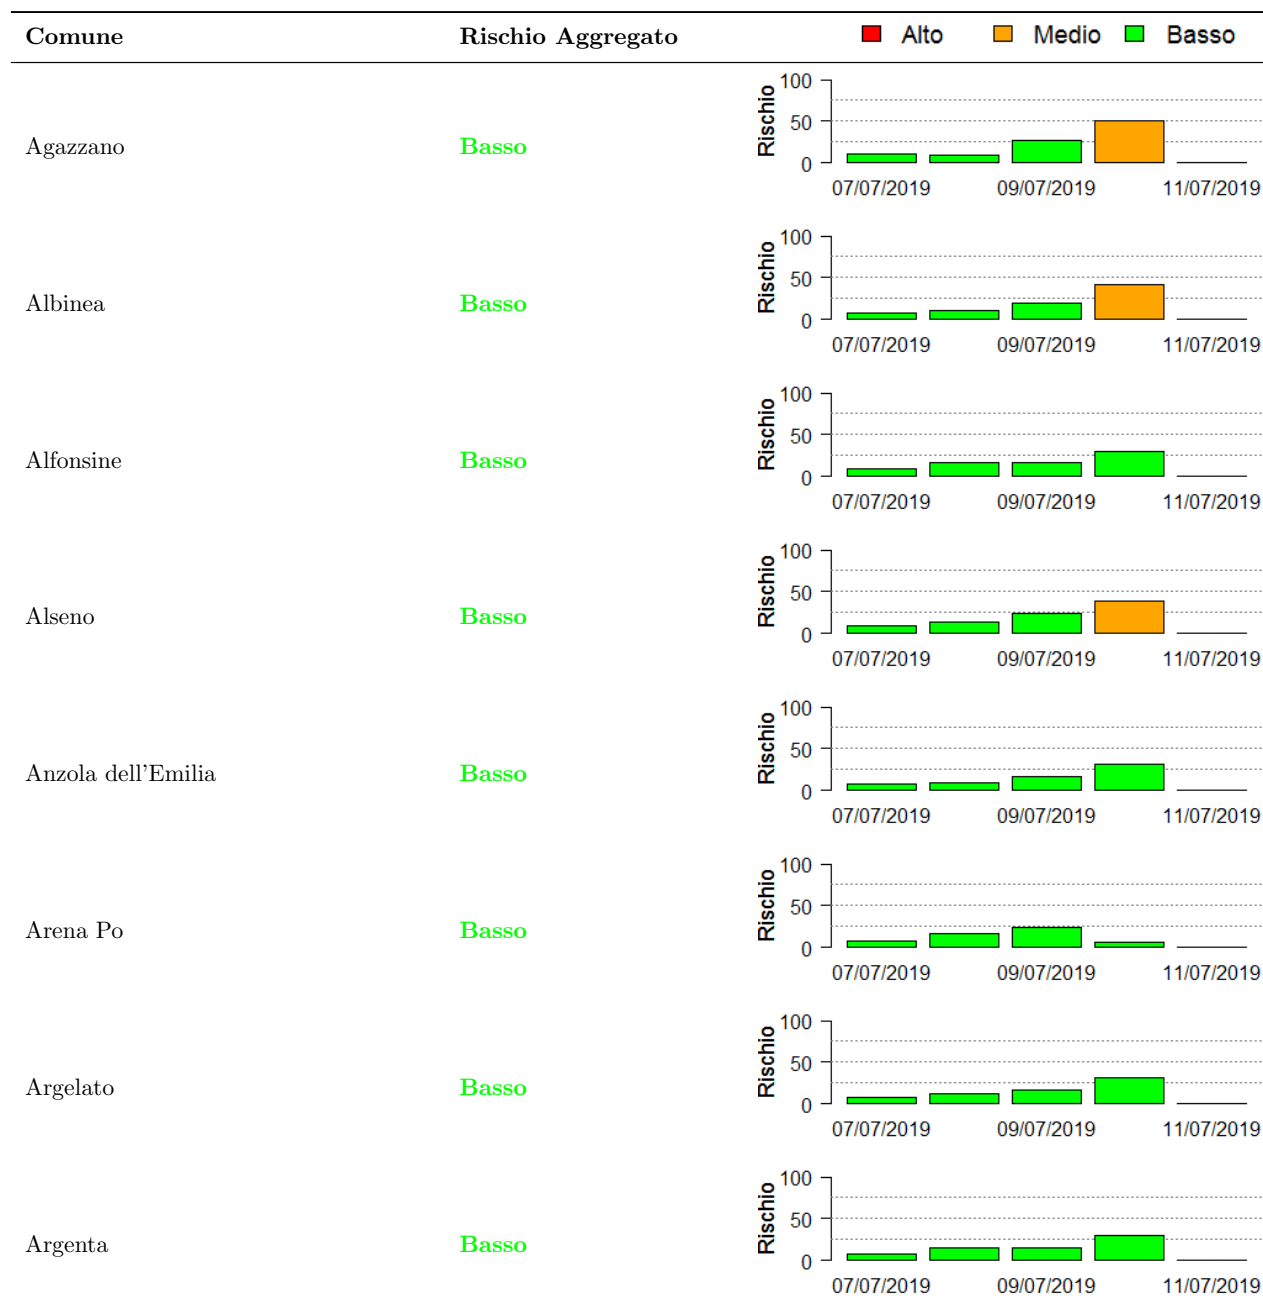 Comune Rischio Aggregato Alto Medio Basso
100
50
0
Rischio
Agazzano Basso
07/07/2019 09/07/2019 11/07/2019
100
50
0
Rischio
Albinea Basso
07/07/2019 09/07/2019 11/07/2019
100
50
0
Rischio
Alfonsine Basso
07/07/2019 09/07/2019 11/07/2019
100
50
0
Rischio
Alseno Basso
07/07/2019 09/07/2019 11/07/2019
100
50
0
Rischio
Anzola dell'Emilia Basso
07/07/2019 09/07/2019 11/07/2019
100
50
0
Rischio
Arena Po Basso
07/07/2019 09/07/2019 11/07/2019
100
50
0
Rischio
Argelato Basso
07/07/2019 09/07/2019 11/07/2019
100
50
0
Rischio
Argenta Basso
07/07/2019 09/07/2019 11/07/2019